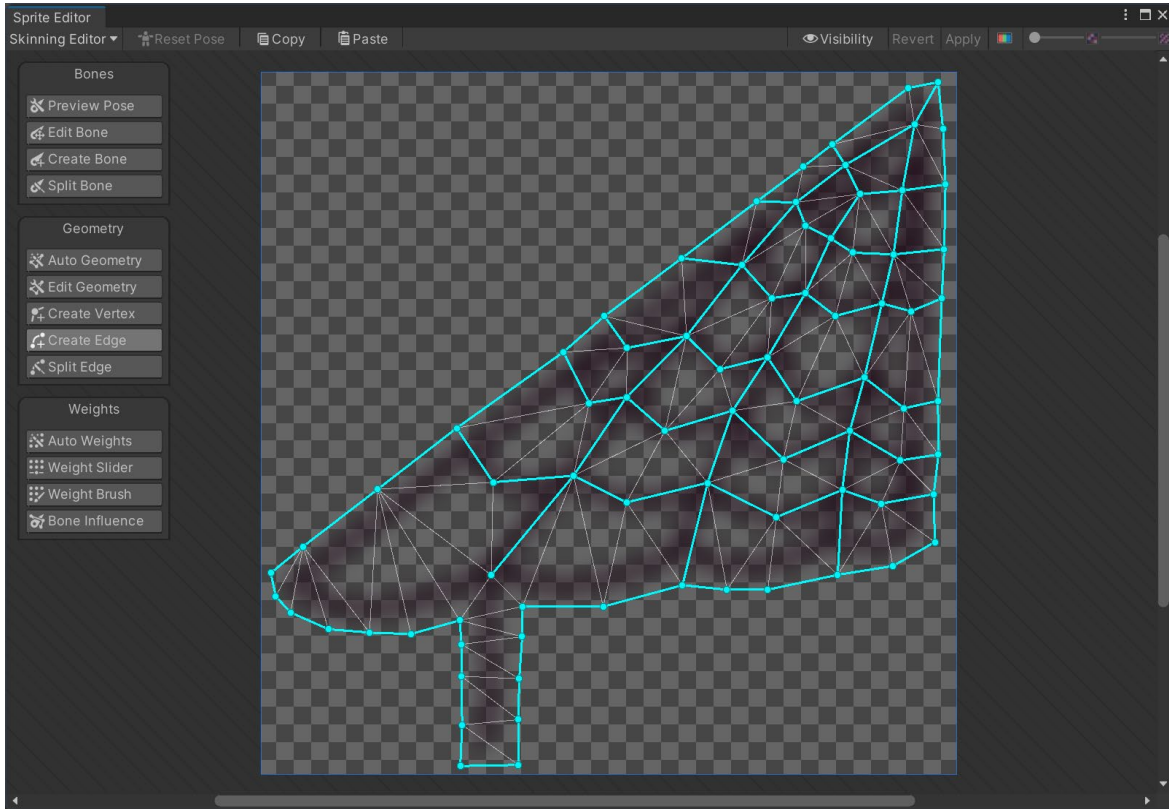 Sprite Editor
Skinning Editor Reset Pose Copy Paste Visibility Revert Apply
Bones
Preview Pose
Edit Bone
Create Bone
Split Bone
Geometry
Auto Geometry
Edit Geometry
Create Vertex
Create Edge
Split Edge
Weights
Auto Weights
Weight Slider
Weight Brush
Bone Influence